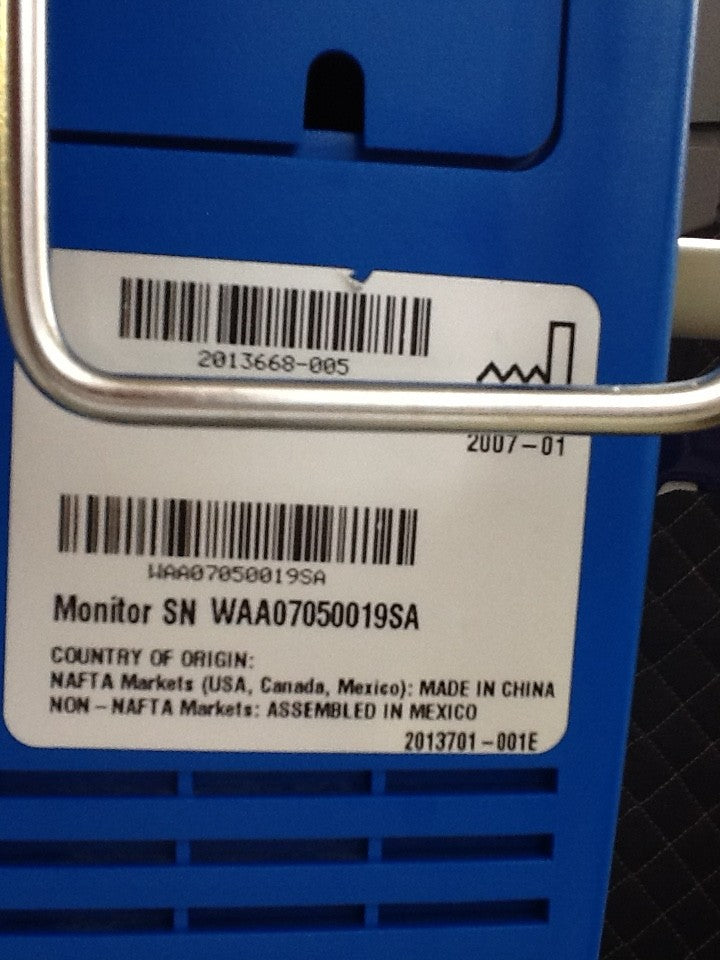 2013668-005
2007-01
WAA07050019SA
Monitor SN WAA07050019SA
COUNTRY OF ORIGIN:
NAFTA Markets (USA, Canada, Mexico): MADE IN CHINA
NON - NAFTA Markets: ASSEMBLED IN MEXICO
2013701-001E